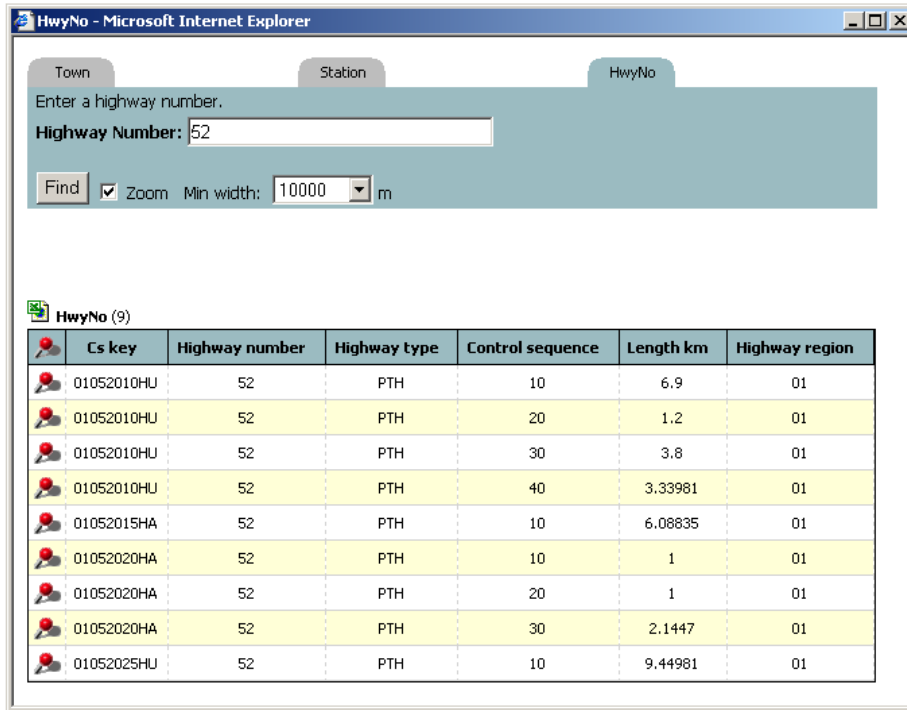 HwyNo - Microsoft Internet Explorer
Town Station HwyNo
Enter a highway number.
Highway Number: 52
Find Zoom Min width: 10000 m
HwyNo (9)
Cs key Highway number Highway type Control sequence Length km Highway region
01052010HU 52 PTH 10 6.9 01
01052010HU 52 PTH 20 1.2 01
01052010HU 52 PTH 30 3.8 01
01052010HU 52 PTH 40 3.33981 01
01052015HA 52 PTH 10 6.08835 01
01052020HA 52 PTH 10 1 01
01052020HA 52 PTH 20 1 01
01052020HA 52 PTH 30 2.1447 01
01052025HU 52 PTH 10 9.44981 01